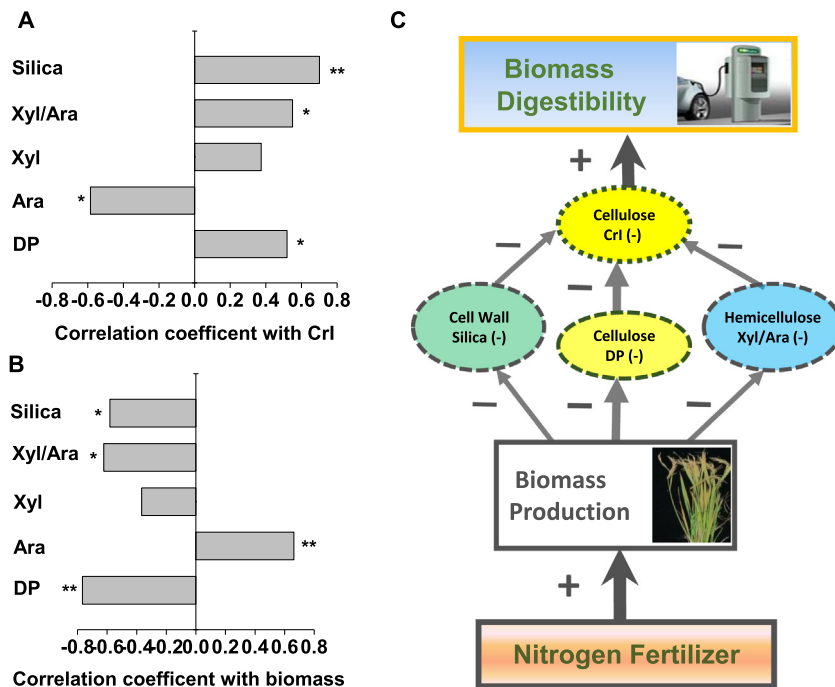 A
Silica
**
Xyl/Ara
*
Xyl
Ara
*
DP
*
-0.8 -0.6 -0.4 -0.2 0.0 0.2 0.4 0.6 0.8
Correlation coefficent with CrI
B
Silica
*
Xyl/Ara
*
Xyl
Ara
**
DP
**
-0.8 -0.6 -0.4 -0.2 0.0 0.2 0.4 0.6 0.8
Correlation coefficent with biomass
C
Biomass
Digestibility
+
Cellulose
CrI (-)
−
−
−
Cell Wall
Silica (-)
Cellulose
DP (-)
Hemicellulose
Xyl/Ara (-)
−
−
−
Biomass
Production
+
Nitrogen Fertilizer